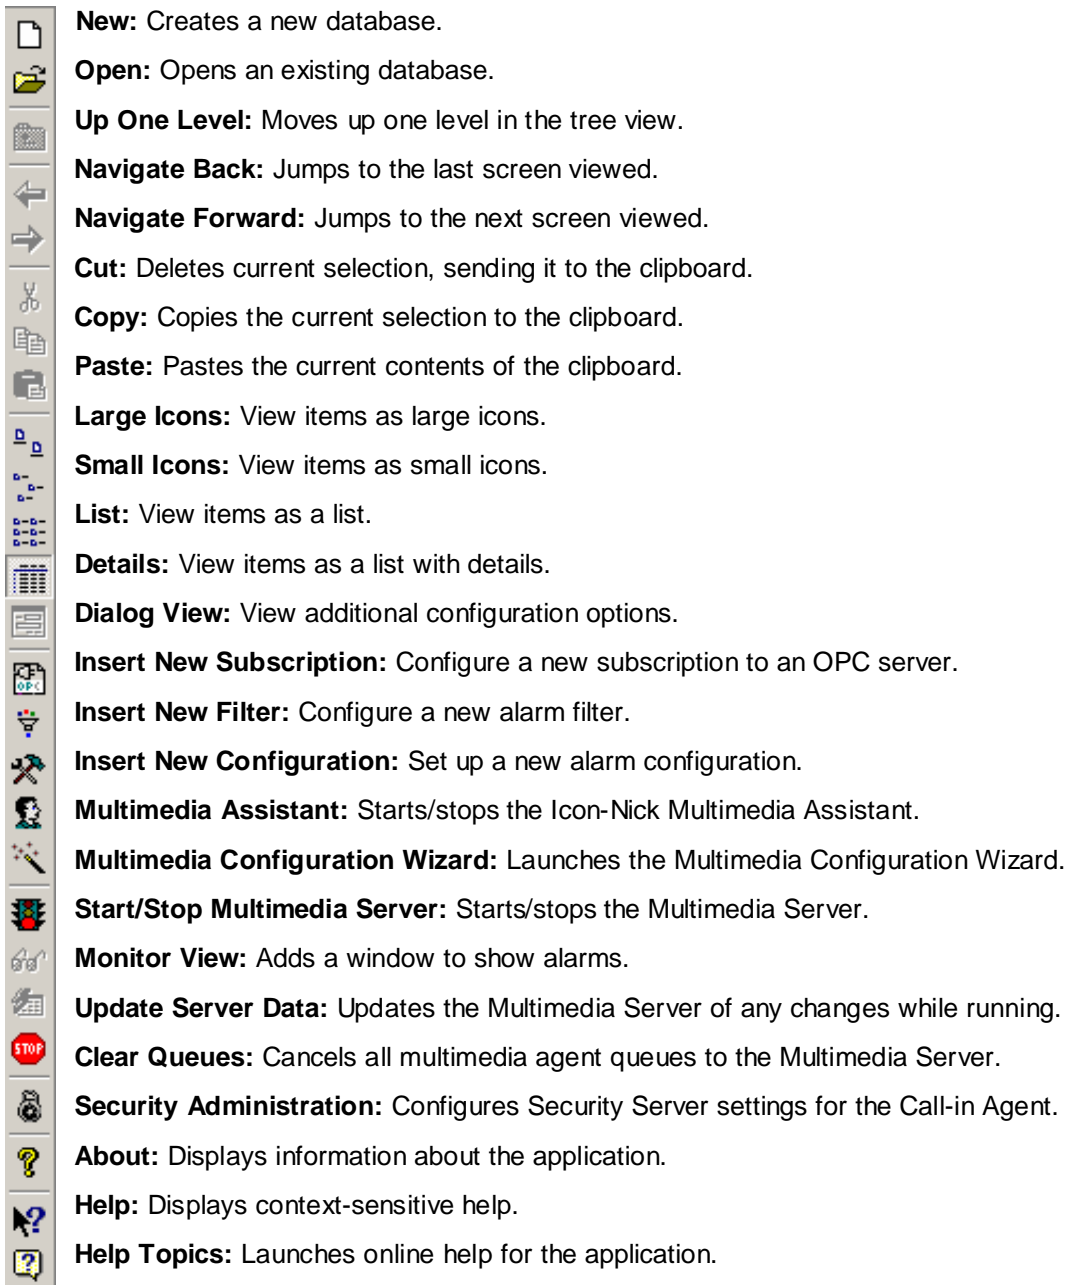 New: Creates a new database.
Open: Opens an existing database.
Up One Level: Moves up one level in the tree view.
Navigate Back: Jumps to the last screen viewed.
Navigate Forward: Jumps to the next screen viewed.
Cut: Deletes current selection, sending it to the clipboard.
Copy: Copies the current selection to the clipboard.
Paste: Pastes the current contents of the clipboard.
Large Icons: View items as large icons.
Small Icons: View items as small icons.
List: View items as a list.
Details: View items as a list with details.
Dialog View: View additional configuration options.
OPC
Insert New Subscription: Configure a new subscription to an OPC server.
Insert New Filter: Configure a new alarm filter.
Insert New Configuration: Set up a new alarm configuration.
Multimedia Assistant: Starts/stops the Icon-Nick Multimedia Assistant.
Multimedia Configuration Wizard: Launches the Multimedia Configuration Wizard.
Start/Stop Multimedia Server: Starts/stops the Multimedia Server.
Monitor View: Adds a window to show alarms.
Update Server Data: Updates the Multimedia Server of any changes while running.
STOP
Clear Queues: Cancels all multimedia agent queues to the Multimedia Server.
Security Administration: Configures Security Server settings for the Call-in Agent.
About: Displays information about the application.
Help: Displays context-sensitive help.
Help Topics: Launches online help for the application.